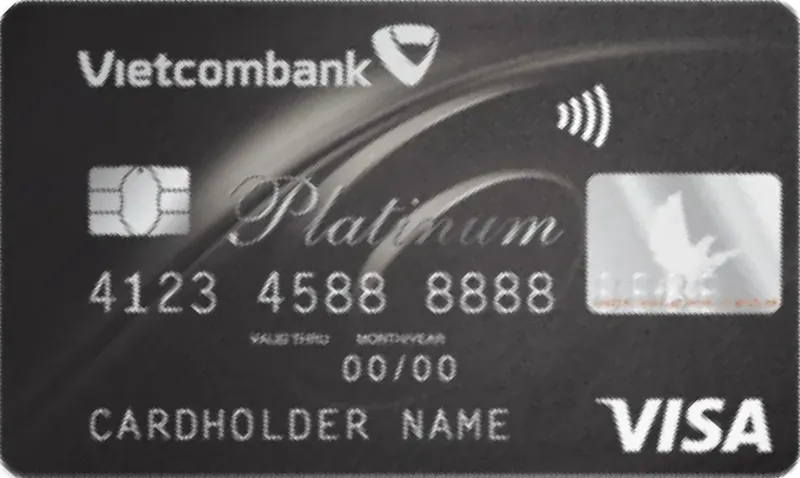 Vietcombank
Platinum
4123 4588 8888
VALID THRU MONTH/YEAR
00/00
CARDHOLDER NAME
VISA